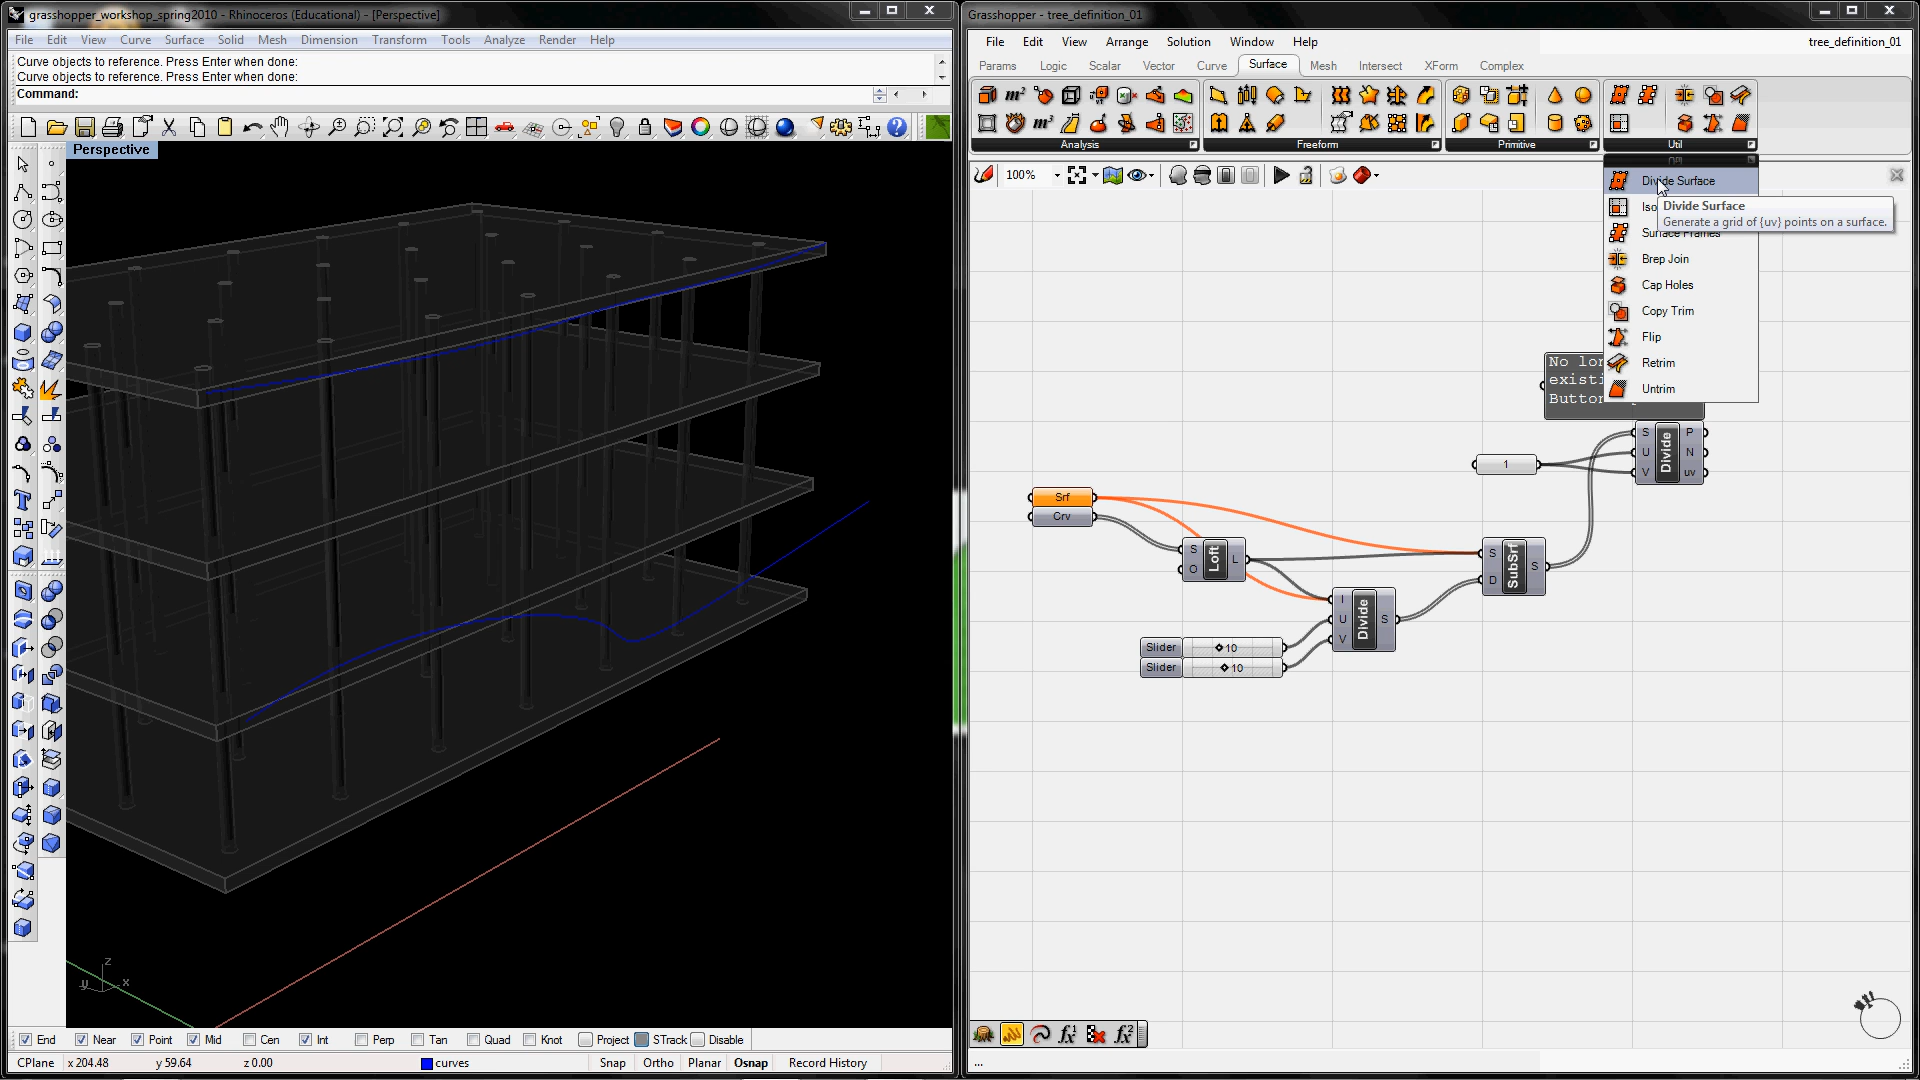 grasshopper_workshop_spring2010 - Rhinoceros (Educational) - [Perspective]
File Edit View Curve Surface Solid Mesh Dimension Transform Tools Analyze Render Help
Curve objects to reference. Press Enter when done:
Curve objects to reference. Press Enter when done:
Command:
Perspective
z
y x
End Near Point Mid Cen Int Perp Tan Quad Knot Project STrack Disable
CPlane x 204.48 y 59.64 z 0.00 curves Snap Ortho Planar Osnap Record History
Grasshopper - tree_definition_01
File Edit View Arrange Solution Window Help tree_definition_01
Params Logic Scalar Vector Curve Surface Mesh Intersect XForm Complex
Analysis Freeform Primitive Util
100%
Divide Surface
Iso
Surface Frames
Brep Join
Cap Holes
Copy Trim
Flip
Retrim
Untrim
Divide Surface
Generate a grid of {uv} points on a surface.
No lon
existi
Button
S U V Divide P N uv
1
Srf
Crv
S O Loft L
S D SubSrf S
I U V Divide S
Slider 10
Slider 10
...